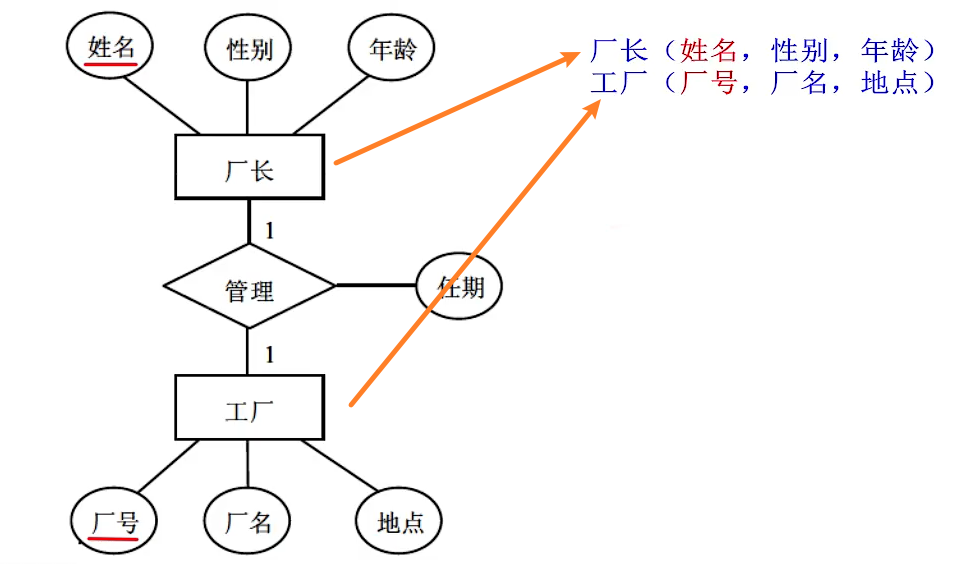 姓名
性别
年龄
厂长（姓名，性别，年龄）
工厂（厂号，厂名，地点）
厂长
1
管理
任期
1
工厂
厂号
厂名
地点